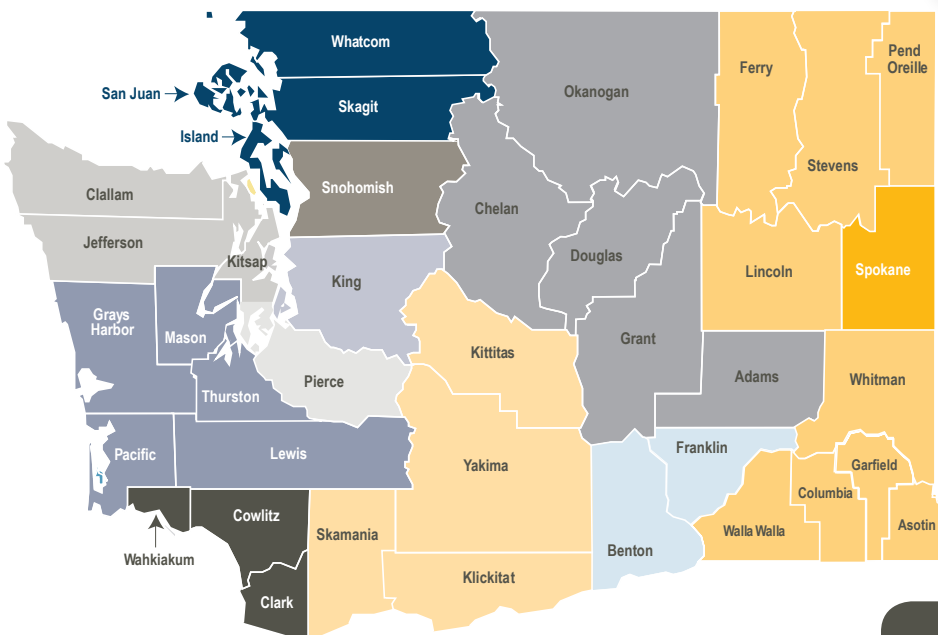 Whatcom
Pend
Oreille
Ferry
Okanogan
San Juan
Skagit
Island
Stevens
Snohomish
Clallam
Chelan
Jefferson
Douglas
Kitsap
Lincoln
Spokane
King
Grays
Harbor
Mason
Grant
Kittitas
Adams
Pierce
Whitman
Thurston
Franklin
Pacific
Lewis
Yakima
Garfield
Columbia
Cowlitz
Asotin
Skamania
Walla Walla
Wahkiakum
Benton
Klickitat
Clark